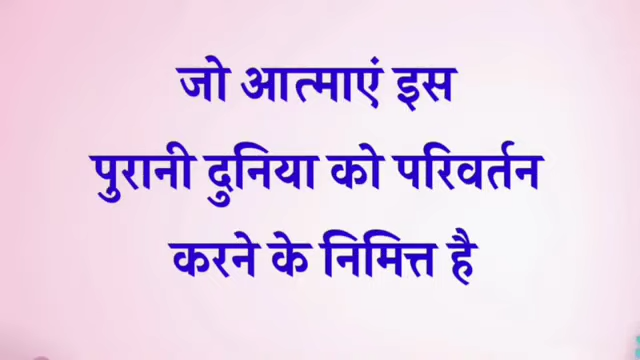 जो आत्माएं इस
पुरानी दुनिया को परिवर्तन
करने के निमित्त है